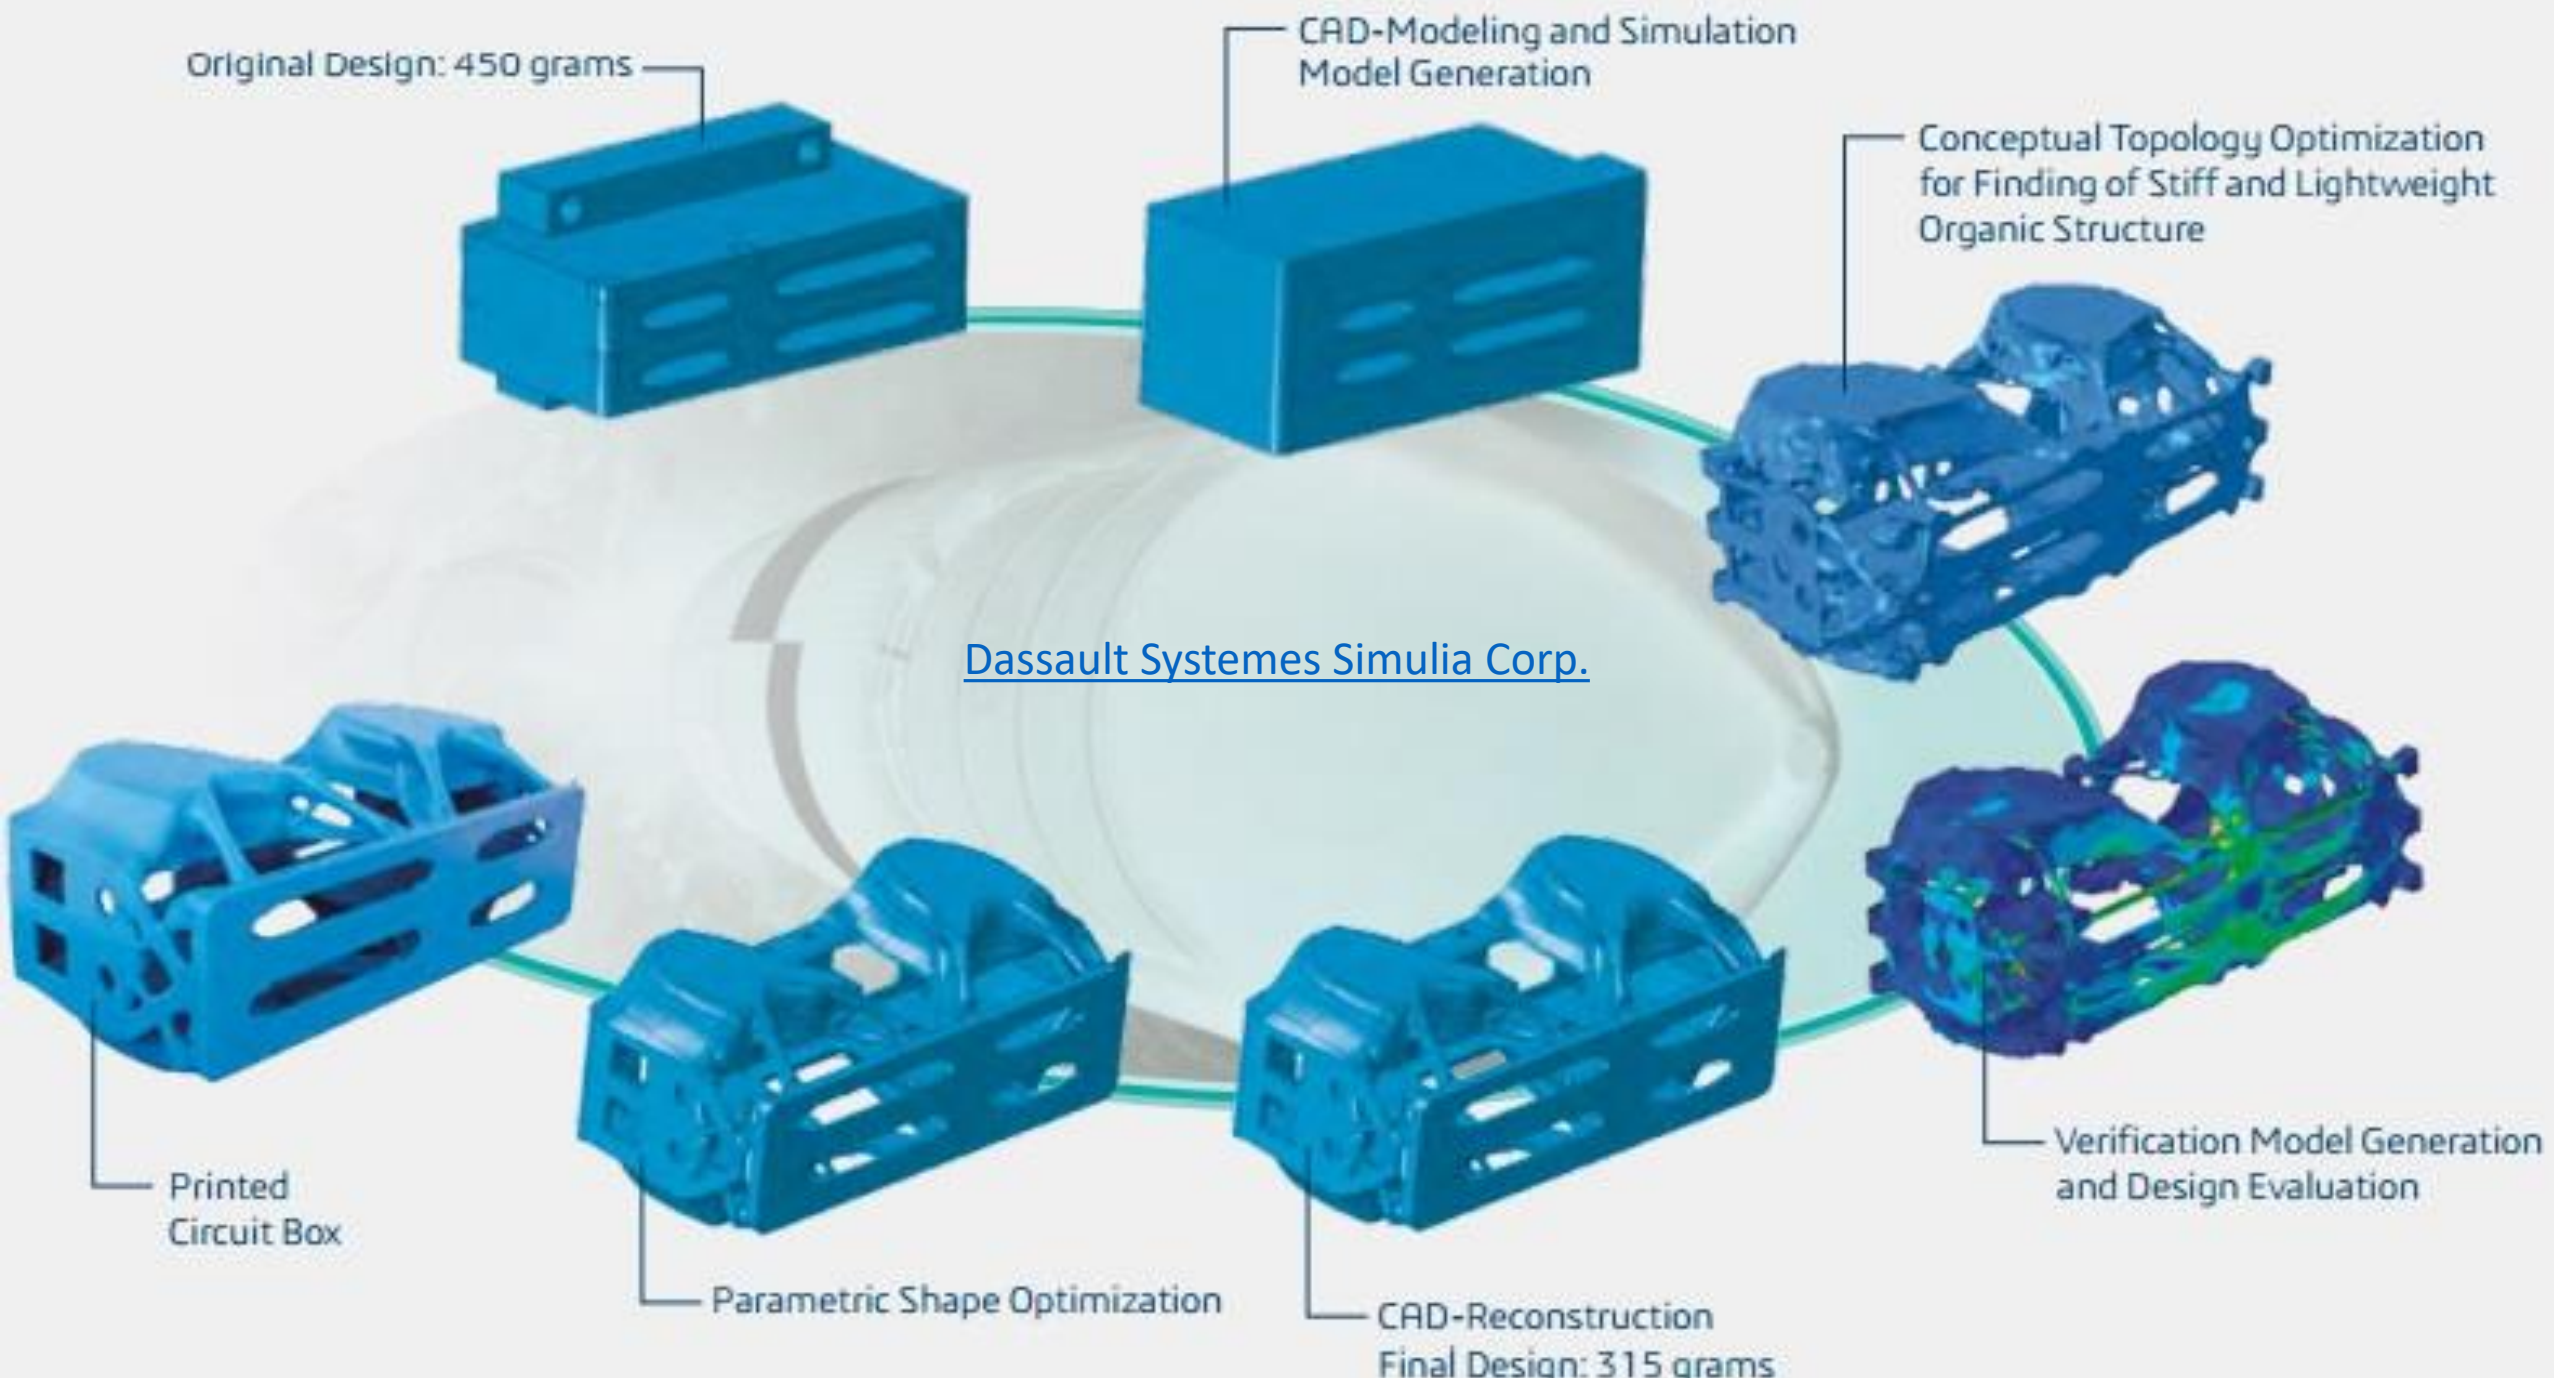 Original Design: 450 grams
CAD-Modeling and Simulation
Model Generation
Conceptual Topology Optimization
for Finding of Stiff and Lightweight
Organic Structure
Dassault Systemes Simulia Corp.
Verification Model Generation
and Design Evaluation
CAD-Reconstruction
Final Design: 315 grams
Parametric Shape Optimization
Printed
Circuit Box